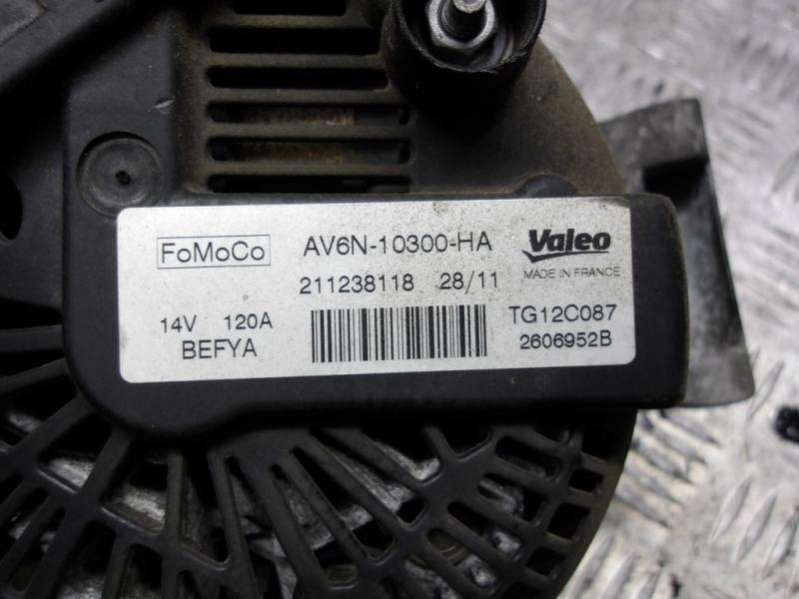 FoMoCo AV6N-10300-HA Valeo
MADE IN FRANCE
211238118 28/11
14V 120A TG12C087
BEFYA 2606952B